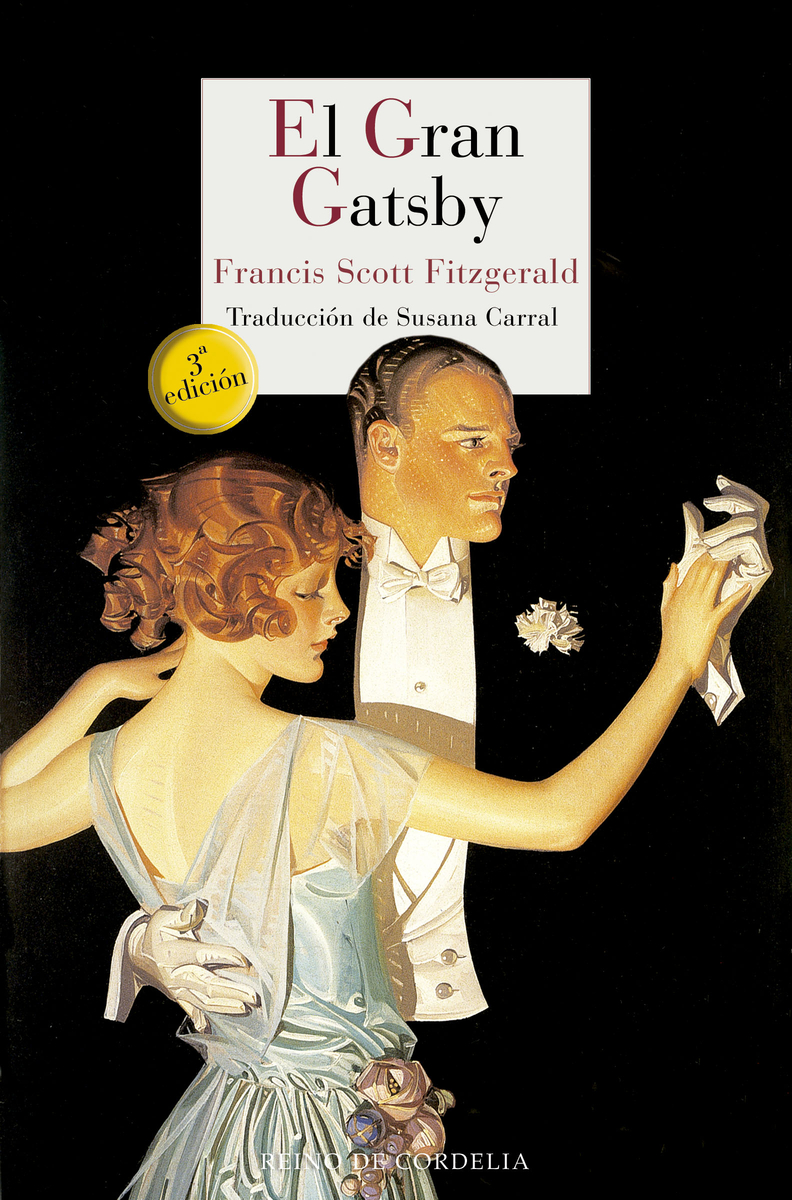 El Gran
Gatsby
Francis Scott Fitzgerald
Traducción de Susana Carral
3ª
edición
REINO DE CORDELIA